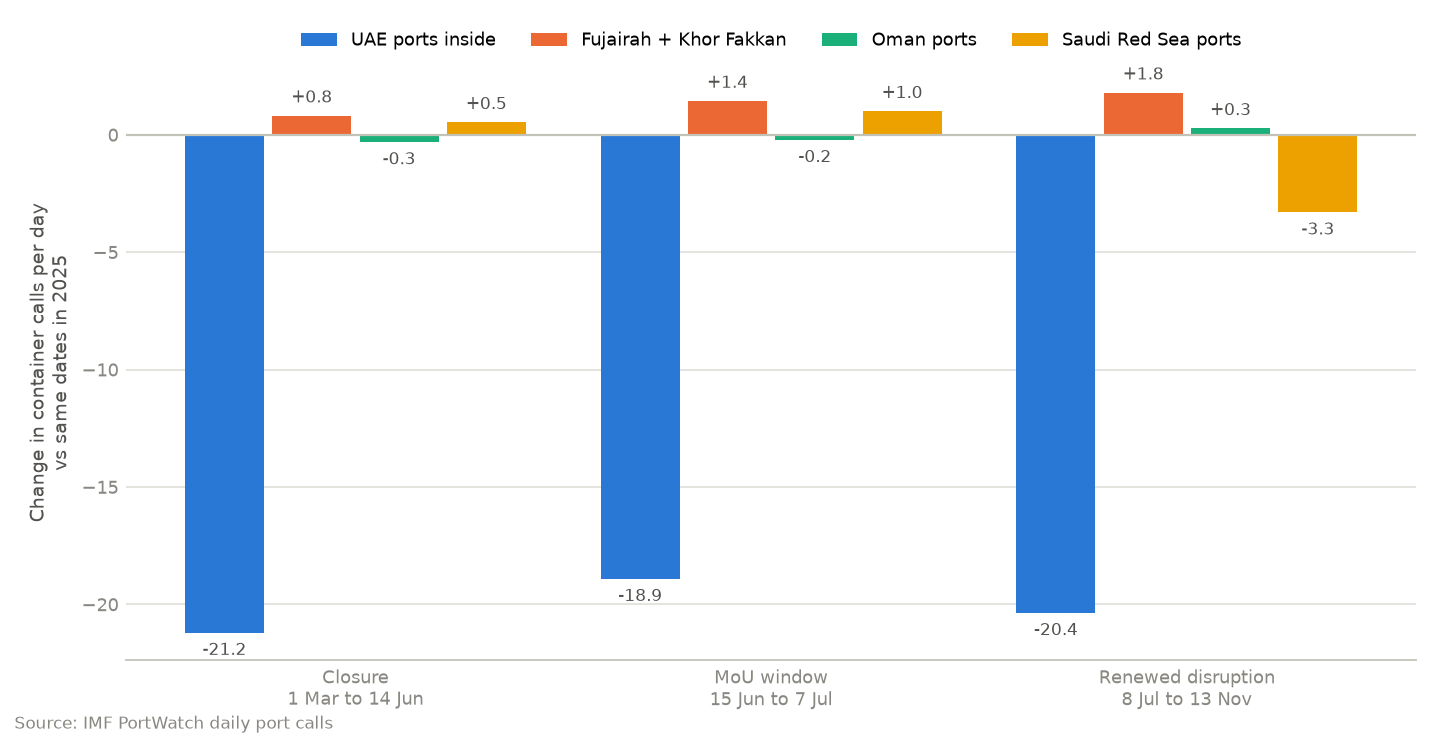 UAE ports inside
Fujairah + Khor Fakkan
Oman ports
Saudi Red Sea ports
Change in container calls per day
vs same dates in 2025
0
−5
−10
−15
−20
-21.2
+0.8
-0.3
+0.5
-18.9
+1.4
-0.2
+1.0
-20.4
+1.8
+0.3
-3.3
Closure
1 Mar to 14 Jun
MoU window
15 Jun to 7 Jul
Renewed disruption
8 Jul to 13 Nov
Source: IMF PortWatch daily port calls